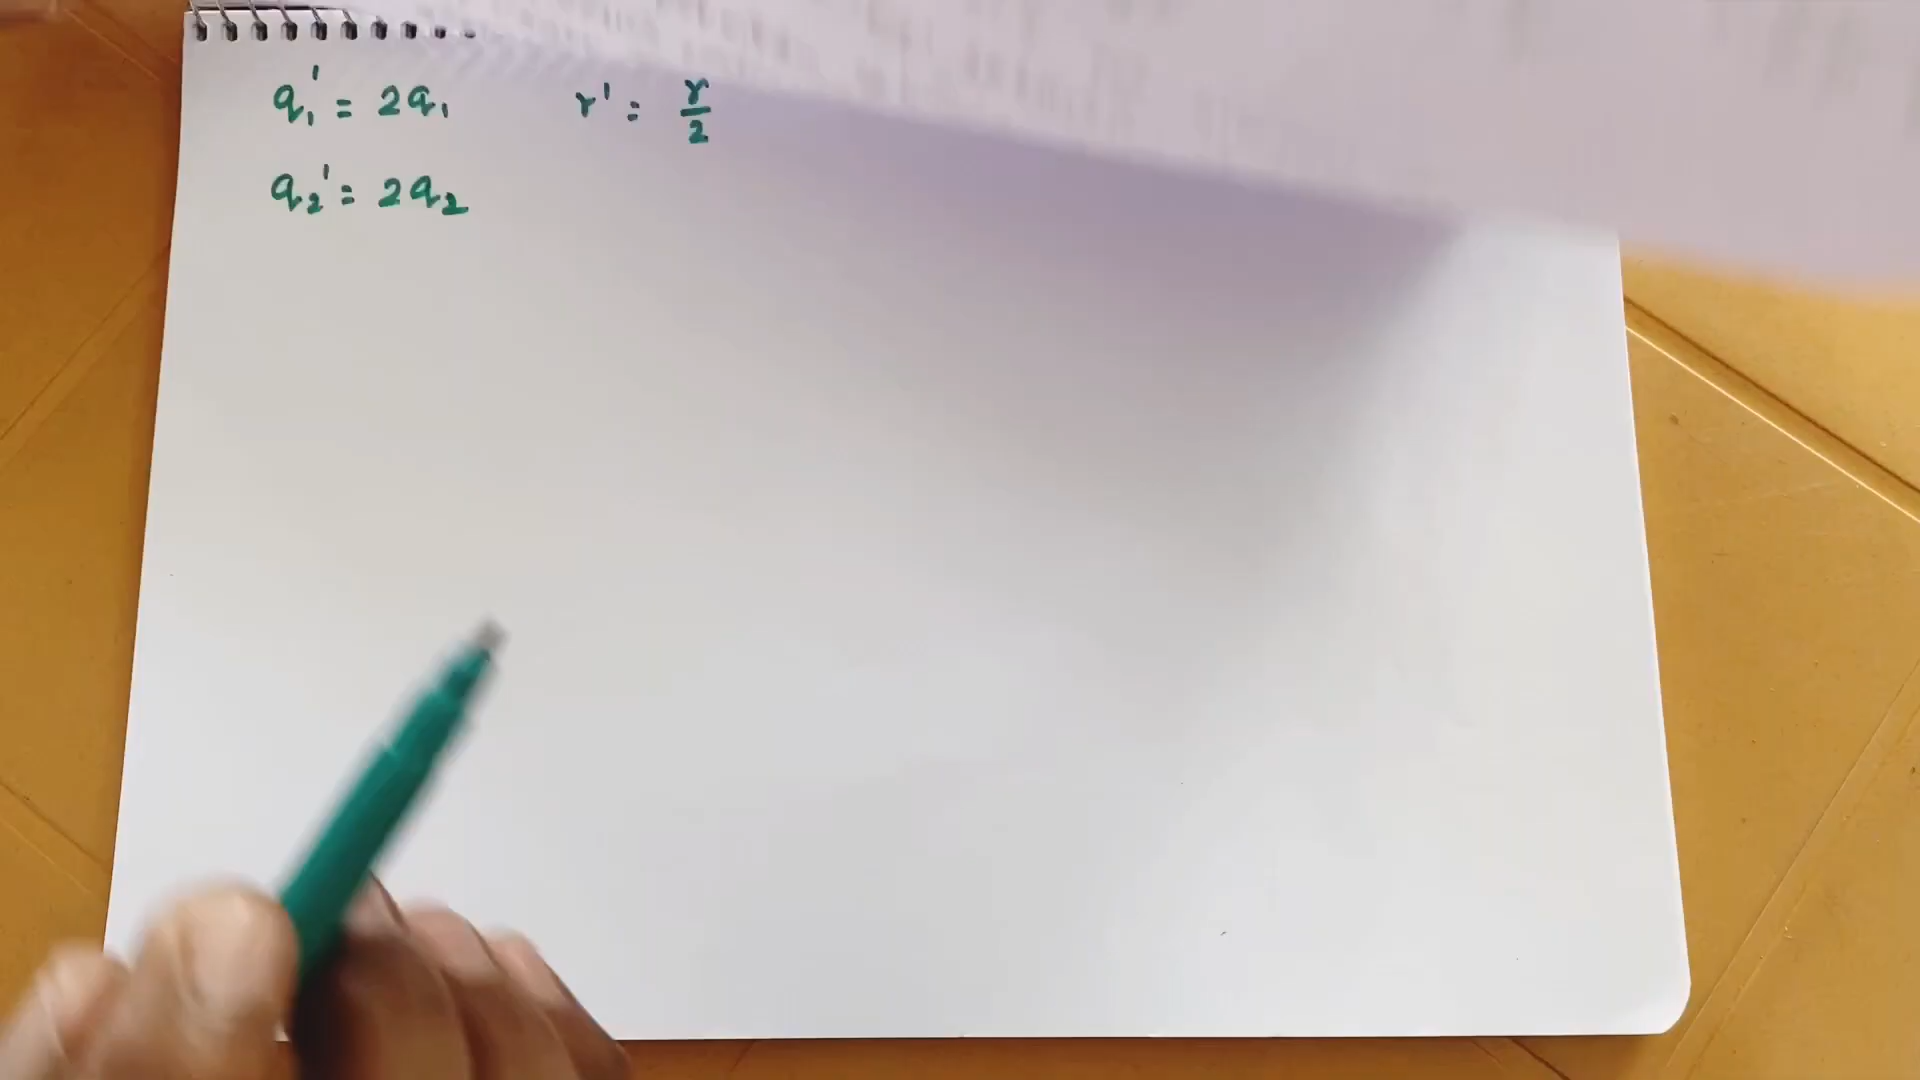 q₁' = 2q₁ r' = r/2
q₂' = 2q₂